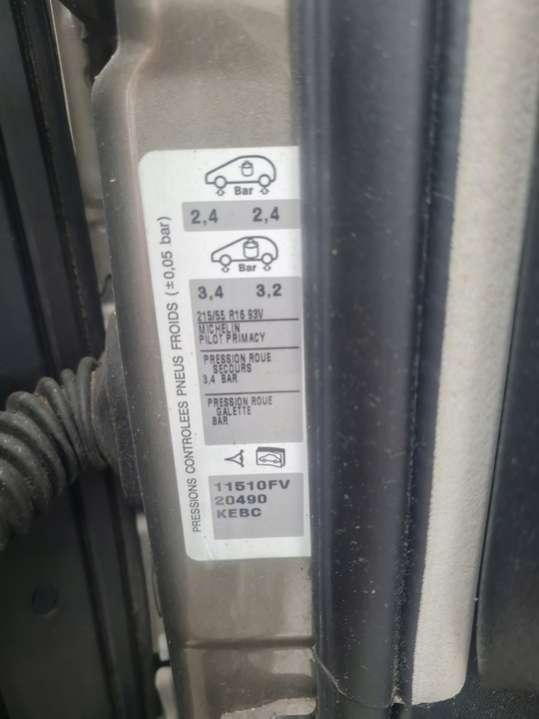 PRESSIONS CONTROLEES PNEUS FROIDS (±0,05 bar)
Bar
2,4 2,4
Bar
3,4 3,2
215/55 R16 93V
MICHELIN
PILOT PRIMACY
PRESSION ROUE
SECOURS
3,4 BAR
PRESSION ROUE
GALETTE
BAR
11510FV
20490
KEBC